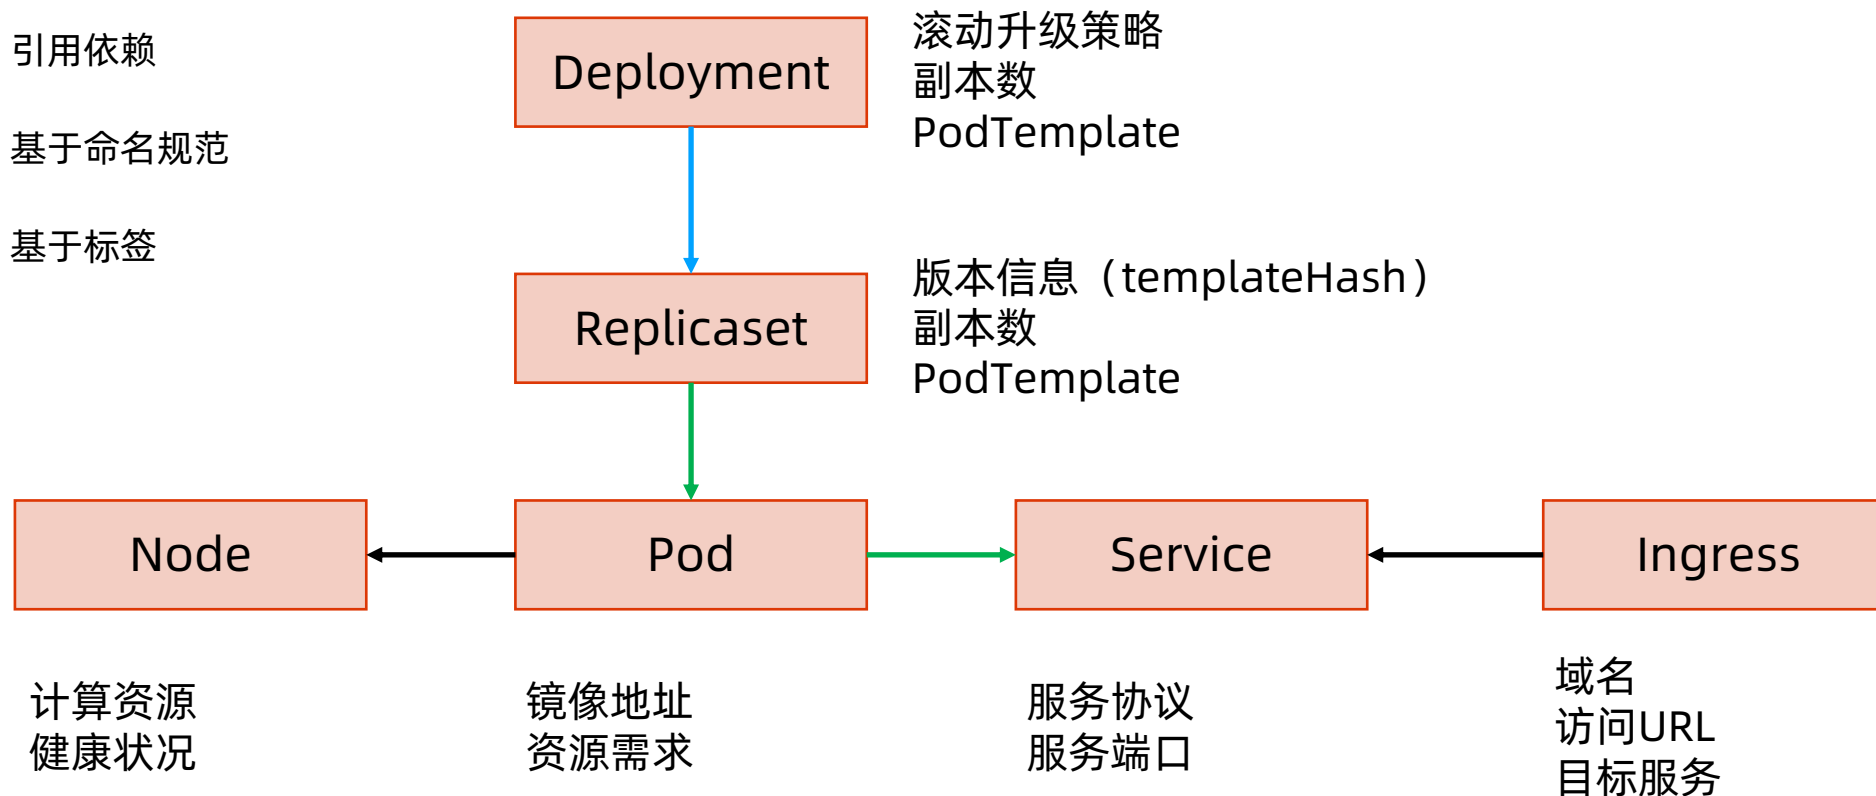 引用依赖
基于命名规范
基于标签
Deployment
滚动升级策略
副本数
PodTemplate
Replicaset
版本信息（templateHash）
副本数
PodTemplate
Node
Pod
Service
Ingress
计算资源
健康状况
镜像地址
资源需求
服务协议
服务端口
域名
访问URL
目标服务